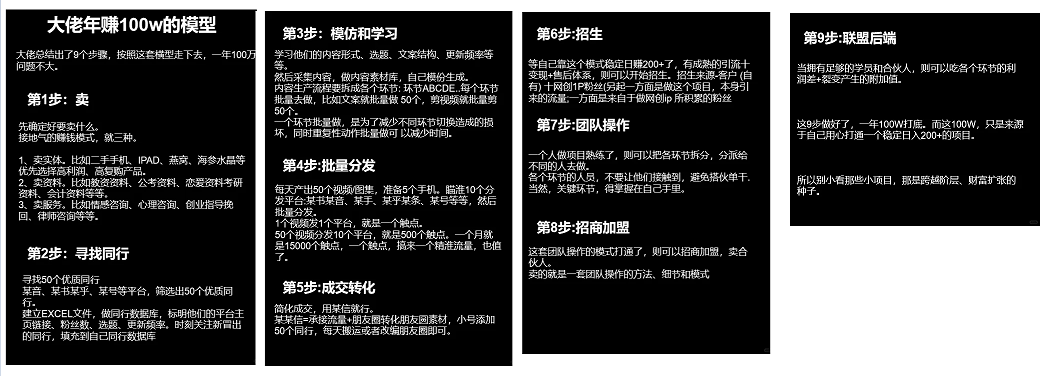 大佬年赚100w的模型
大佬总结出了9个步骤，按照这套模型走下去，一年100万
问题不大。
第1步：卖
先确定好要卖什么。
接地气的赚钱模式，就三种。
1、卖实体。比如二手手机、IPAD、燕窝、海参水晶等
优先选择高利润、高复购产品。
2、卖资料。比如教资资料、公考资料、恋爱资料考研
资料、会计资料等等。
3、卖服务。比如情感咨询、心理咨询、创业指导挽
回、律师咨询等等。
第2步：寻找同行
寻找50个优质同行
某音、某书某乎、某号等平台，筛选出50个优质同
行。
建立EXCEL文件，做同行数据库，标明他们的平台主
页链接、粉丝数、选题、更新频率。时刻关注新冒出
的同行，填充到自己同行数据库
第3步：模仿和学习
学习他们的内容形式、选题、文案结构、更新频率等
等。
然后采集内容，做内容素材库，自己模份生成。
内容生产流程要拆成各个环节: 环节ABCDE..每个环节
批量去做，比如文案就批量做 50个，剪视频就批量剪
50个。
一个环节批量做，是为了减少不同环节切换造成的损
坏，同时重复性动作批量做可 以减少时间。
第4步:批量分发
每天产出50个视频/图集，准备5个手机。瞄准10个分
发平台:某书某音、某手、某乎某条、某号等等，然后
批量分发。
1个视频发1个平台，就是一个触点。
50个视频分发10个平台，就是500个触点。一个月就
是15000个触点，一个触点，搞来一个精准流量，也值
了。
第5步:成交转化
简化成交，用某信就行。
某某信=承接流量+朋友圈转化朋友圆素材，小号添加
50个同行，每天搬运或者改编朋友圈即可。
第6步:招生
等自己靠这个模式稳定日赚200+了，有成熟的引流十
变现+售后体系，则可以开始招生。招生来源-客户 (自
有) 十网创1P粉丝(另起一方面是做这个项目，本身引
来的流量;一方面是来自于做网创ip 所积累的粉丝
第7步:团队操作
一个人做项目熟练了，则可以把各环节拆分，分派给
不同的人去做。
各个环节的人员，不要让他们接触到，避免搭伙单干.
当然，关键环节，得掌握在自己手里。
第8步:招商加盟
这套团队操作的模式打通了，则可以招商加盟，卖合
伙人。
卖的就是一套团队操作的方法、细节和模式
第9步:联盟后端
当拥有足够的学员和合伙人，则可以吃各个环节的利
润差+裂变产生的附加值。
这9步做好了，一年100W打底。而这100W，只是来源
于自己用心打通一个稳定日入200+的项目。
所以别小看那些小项目，那是跨越阶层、财富扩张的
种子。